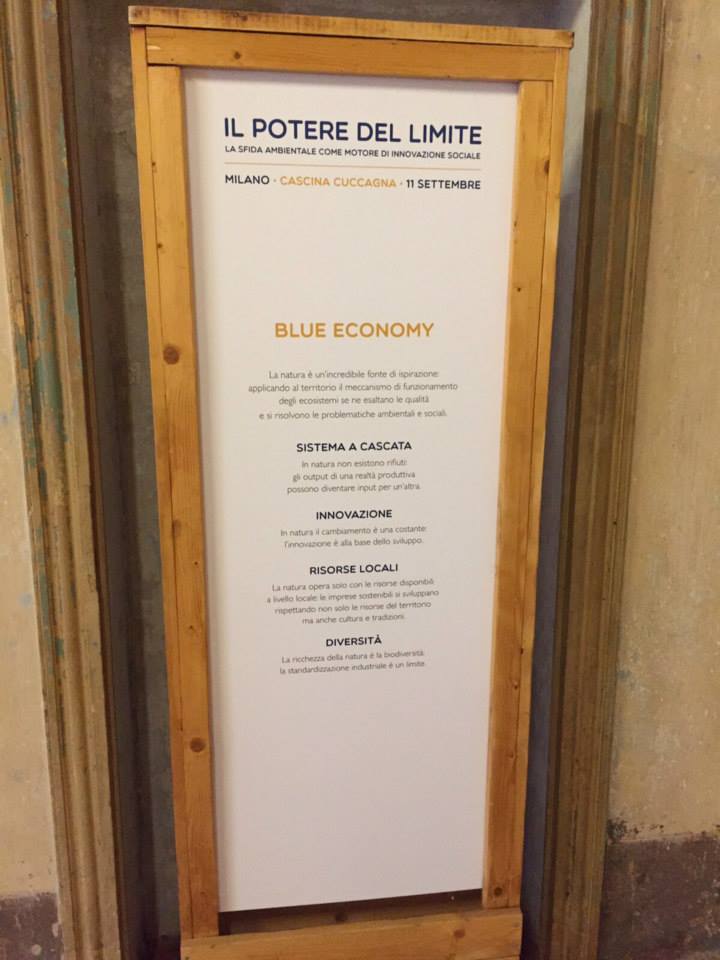 IL POTERE DEL LIMITE
LA SFIDA AMBIENTALE COME MOTORE DI INNOVAZIONE SOCIALE
MILANO • CASCINA CUCCAGNA • 11 SETTEMBRE
BLUE ECONOMY
La natura è un'incredibile fonte di ispirazione:
applicando al territorio il meccanismo di funzionamento
degli ecosistemi se ne esaltano le qualità
e si risolvono le problematiche ambientali e sociali.
SISTEMA A CASCATA
In natura non esistono rifiuti:
gli output di una realtà produttiva
possono diventare input per un'altra.
INNOVAZIONE
In natura il cambiamento è una costante:
l'innovazione è alla base dello sviluppo.
RISORSE LOCALI
La natura opera solo con le risorse disponibili
a livello locale: le imprese sostenibili si sviluppano
rispettando non solo le risorse del territorio
ma anche cultura e tradizioni.
DIVERSITÀ
La ricchezza della natura è la biodiversità:
la standardizzazione industriale è un limite.